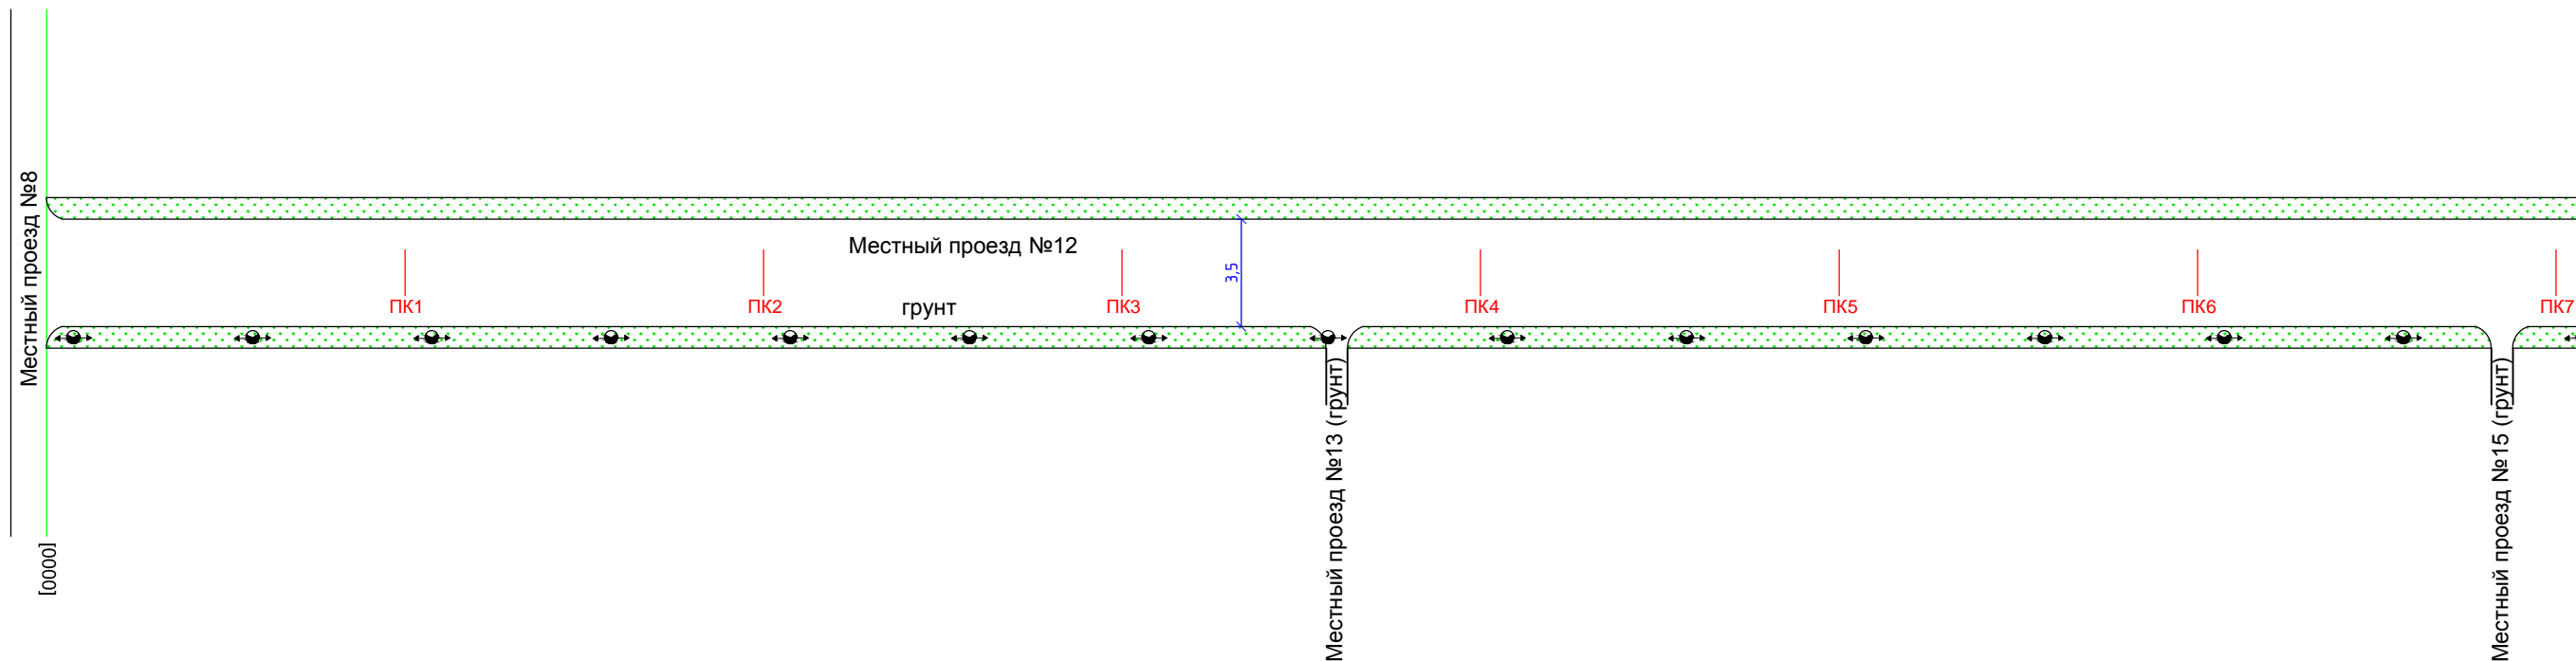 Местный проезд №8
Местный проезд №12
3,5
грунт
ПК1
ПК2
ПК3
ПК4
ПК5
ПК6
ПК7
[0000]
Местный проезд №13 (грунт)
Местный проезд №15 (грунт)